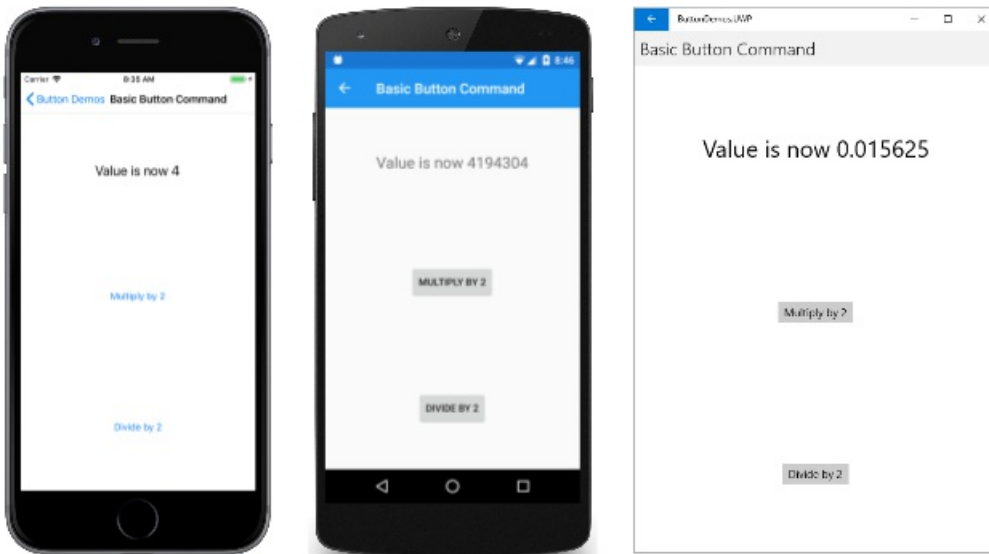 Carrier 8:35 AM
Button Demos Basic Button Command
Value is now 4
Multiply by 2
Divide by 2
8:46
Basic Button Command
Value is now 4194304
MULTIPLY BY 2
DIVIDE BY 2
ButtonDemos.UWP
Basic Button Command
Value is now 0.015625
Multiply by 2
Divide by 2